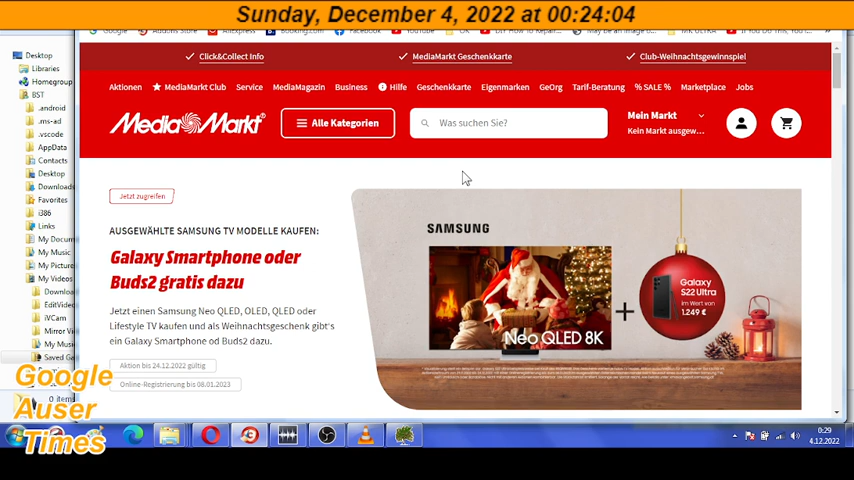 Sunday, December 4, 2022 at 00:24:04
Google
Booking.com
YouTube
Desktop
Libraries
Homegroup
BST
.android
.ms-ad
.vscode
AppData
Contacts
Desktop
Downloads
Favorites
i386
Links
My Docum
My Music
My Pictures
My Videos
Downloa
EditVideo
iVCam
Mirror Vi
My Music
Saved Ga
0 items
Click&Collect Info
MediaMarkt Geschenkkarte
Club-Weihnachtsgewinnspiel
Aktionen MediaMarkt Club Service MediaMagazin Business Hilfe Geschenkkarte Eigenmarken GeOrg Tarif-Beratung % SALE % Marketplace Jobs
Media Markt
Alle Kategorien
Was suchen Sie?
Mein Markt
Kein Markt ausgew...
Jetzt zugreifen
AUSGEWÄHLTE SAMSUNG TV MODELLE KAUFEN:
Galaxy Smartphone oder
Buds2 gratis dazu
Jetzt einen Samsung Neo QLED, OLED, QLED oder
Lifestyle TV kaufen und als Weihnachtsgeschenk gibt's
ein Galaxy Smartphone od Buds2 dazu.
Aktion bis 24.12.2022 gültig
Online-Registrierung bis 08.01.2023
SAMSUNG
Neo QLED 8K
+
Galaxy
S22 Ultra
im Wert von
1.249 €
Google
Auser
Times
0:29
4.12.2022